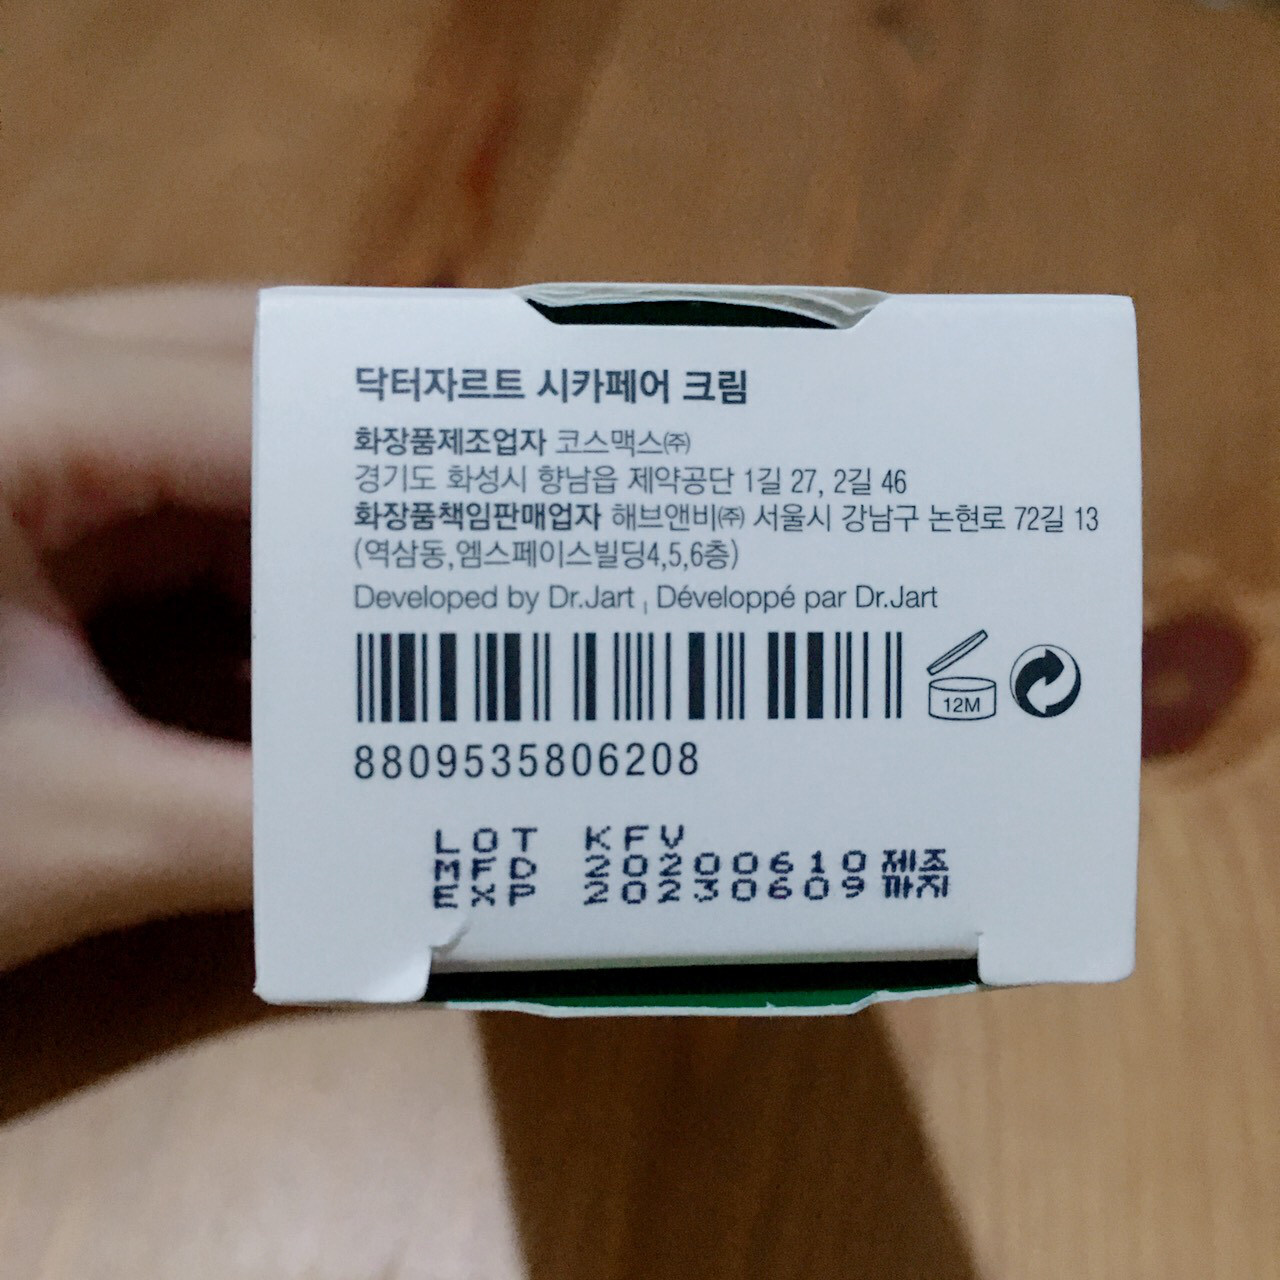 닥터자르트 시카페어 크림
화장품제조업자 코스맥스㈜
경기도 화성시 향남읍 제약공단 1길 27, 2길 46
화장품책임판매업자 해브앤비㈜ 서울시 강남구 논현로 72길 13
(역삼동,엠스페이스빌딩4,5,6층)
Developed by Dr.Jart | Développé par Dr.Jart
12M
8809535806208
LOT KFV
MFD 20200610 제조
EXP 20230609 까지